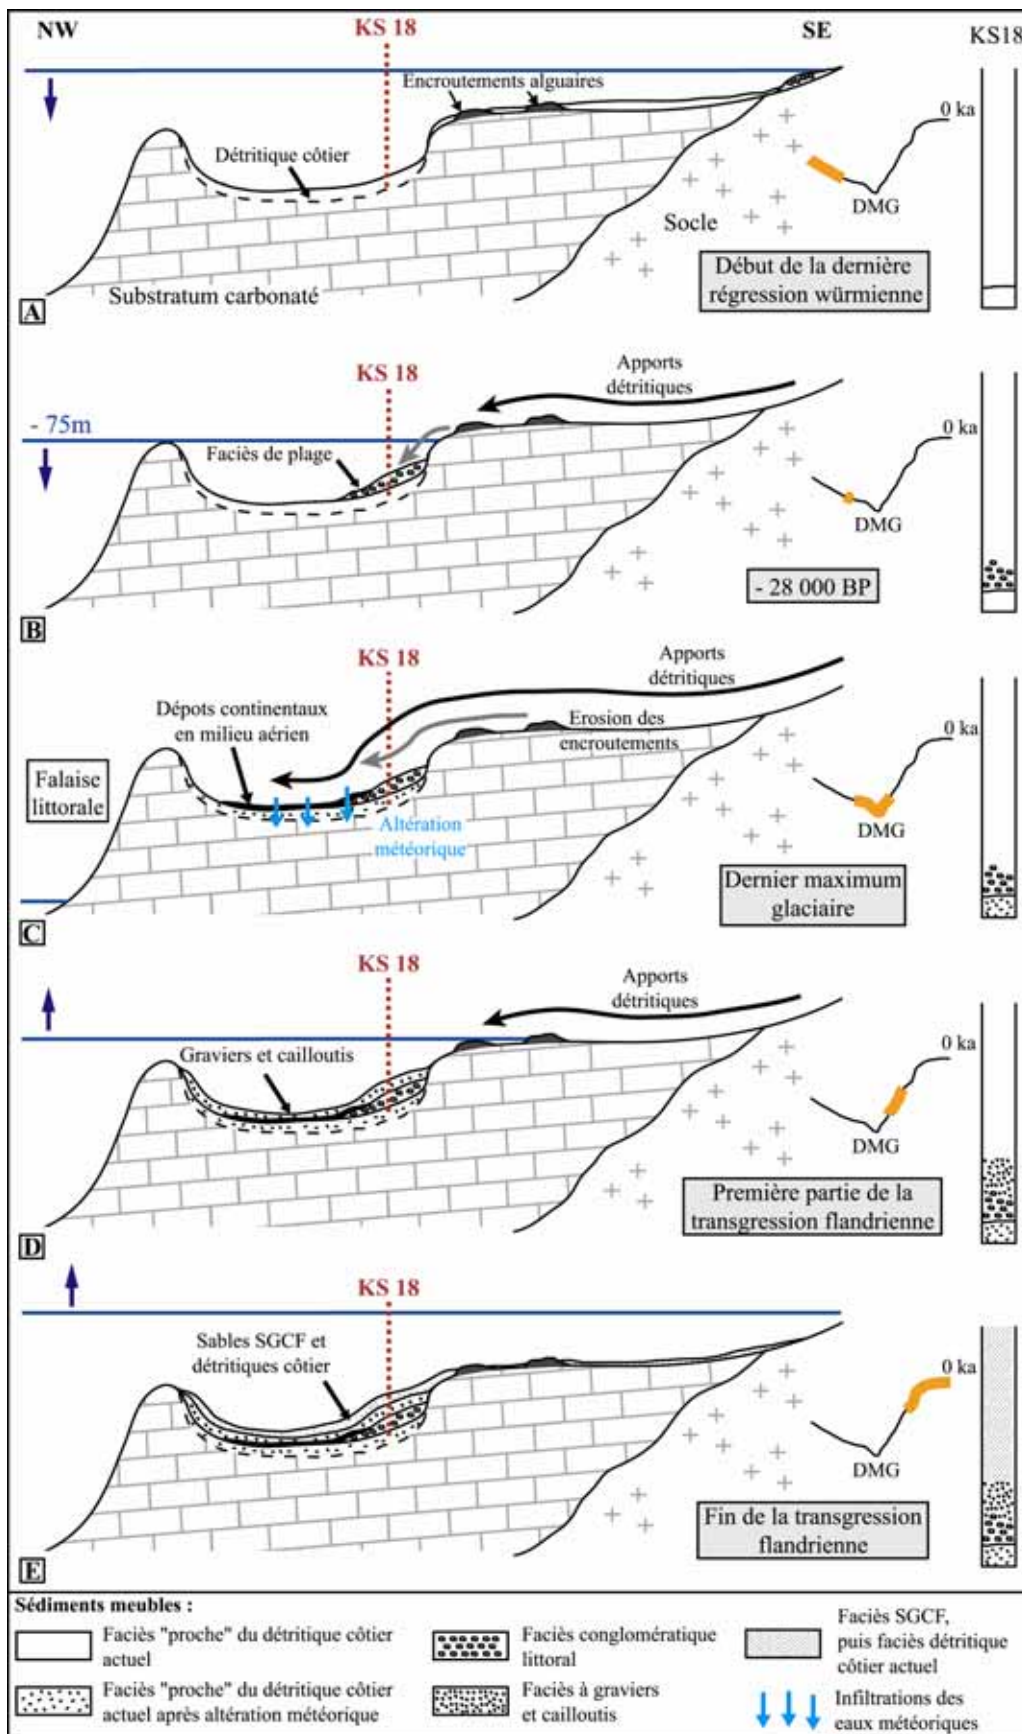 NW
KS 18
SE
KS18
Encroutements alguaires
0 ka
Détritique côtier
DMG
Socle
Début de la dernière
régression würmienne
Substratum carbonaté
A
KS 18
Apports
détritiques
- 75m
0 ka
Faciès de plage
DMG
- 28 000 BP
B
KS 18
Apports
détritiques
Dépots continentaux
en milieu aérien
Erosion des
encroutements
0 ka
Falaise
littorale
Altération
météorique
DMG
Dernier maximum
glaciaire
C
KS 18
Apports
détritiques
0 ka
Graviers et cailloutis
DMG
Première partie de la
transgression flandrienne
D
KS 18
Sables SGCF et
détritiques côtier
0 ka
DMG
Fin de la transgression
flandrienne
E
Sédiments meubles :
Faciès "proche" du détritique côtier
actuel
Faciès conglomératique
littoral
Faciès SGCF,
puis faciès détritique
côtier actuel
Faciès "proche" du détritique côtier
actuel après altération météorique
Faciès à graviers
et cailloutis
Infiltrations des
eaux météoriques